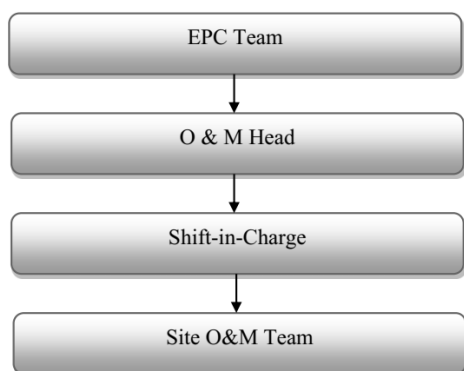 EPC Team
O & M Head
Shift-in-Charge
Site O&M Team